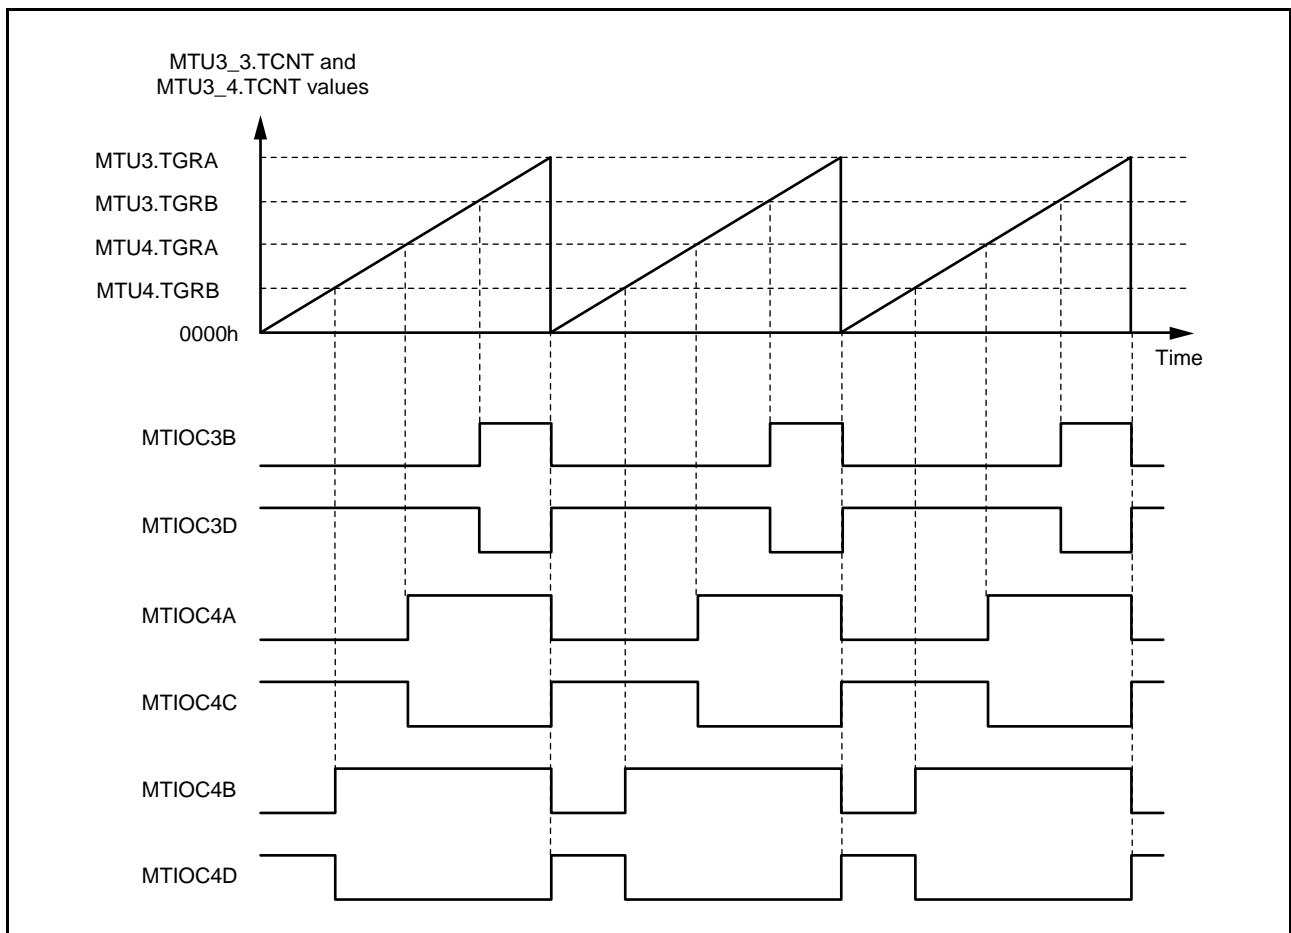 MTU3_3.TCNT and
MTU3_4.TCNT values
MTU3.TGRA
MTU3.TGRB
MTU4.TGRA
MTU4.TGRB
0000h
Time
MTIOC3B
MTIOC3D
MTIOC4A
MTIOC4C
MTIOC4B
MTIOC4D